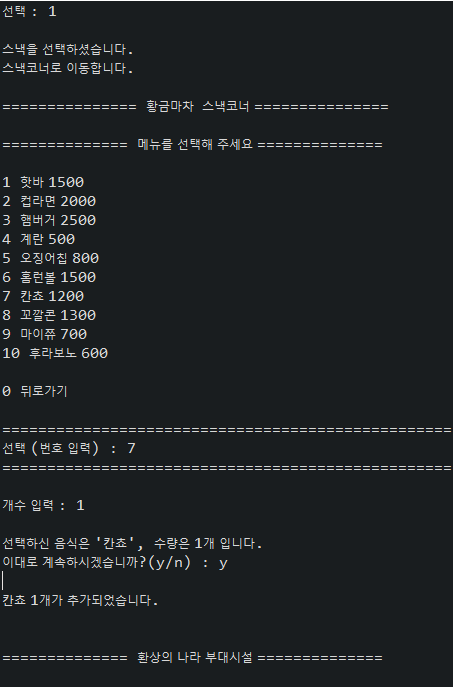 선택 : 1
스낵을 선택하셨습니다.
스낵코너로 이동합니다.
=============== 황금마차 스낵코너 ===============
============== 메뉴를 선택해 주세요 ==============
1 핫바 1500
2 컵라면 2000
3 햄버거 2500
4 계란 500
5 오징어칩 800
6 홈런볼 1500
7 칸쵸 1200
8 꼬깔콘 1300
9 마이쮸 700
10 후라보노 600
0 뒤로가기
==================================================
선택 (번호 입력) : 7
==================================================
개수 입력 : 1
선택하신 음식은 '칸쵸', 수량은 1개 입니다.
이대로 계속하시겠습니까?(y/n) : y
칸쵸 1개가 추가되었습니다.
============== 환상의 나라 부대시설 ==============